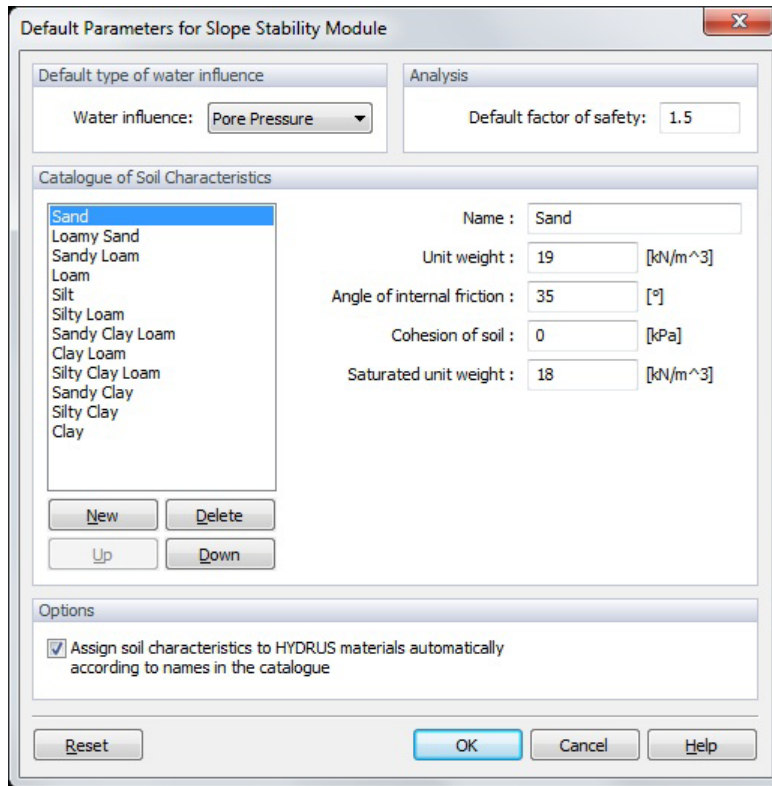 Default Parameters for Slope Stability Module
Default type of water influence
Water influence: Pore Pressure
Analysis
Default factor of safety: 1.5
Catalogue of Soil Characteristics
Sand
Loamy Sand
Sandy Loam
Loam
Silt
Silty Loam
Sandy Clay Loam
Clay Loam
Silty Clay Loam
Sandy Clay
Silty Clay
Clay
Name : Sand
Unit weight : 19 [kN/m^3]
Angle of internal friction : 35 [°]
Cohesion of soil : 0 [kPa]
Saturated unit weight : 18 [kN/m^3]
New Delete
Up Down
Options
Assign soil characteristics to HYDRUS materials automatically
according to names in the catalogue
Reset OK Cancel Help